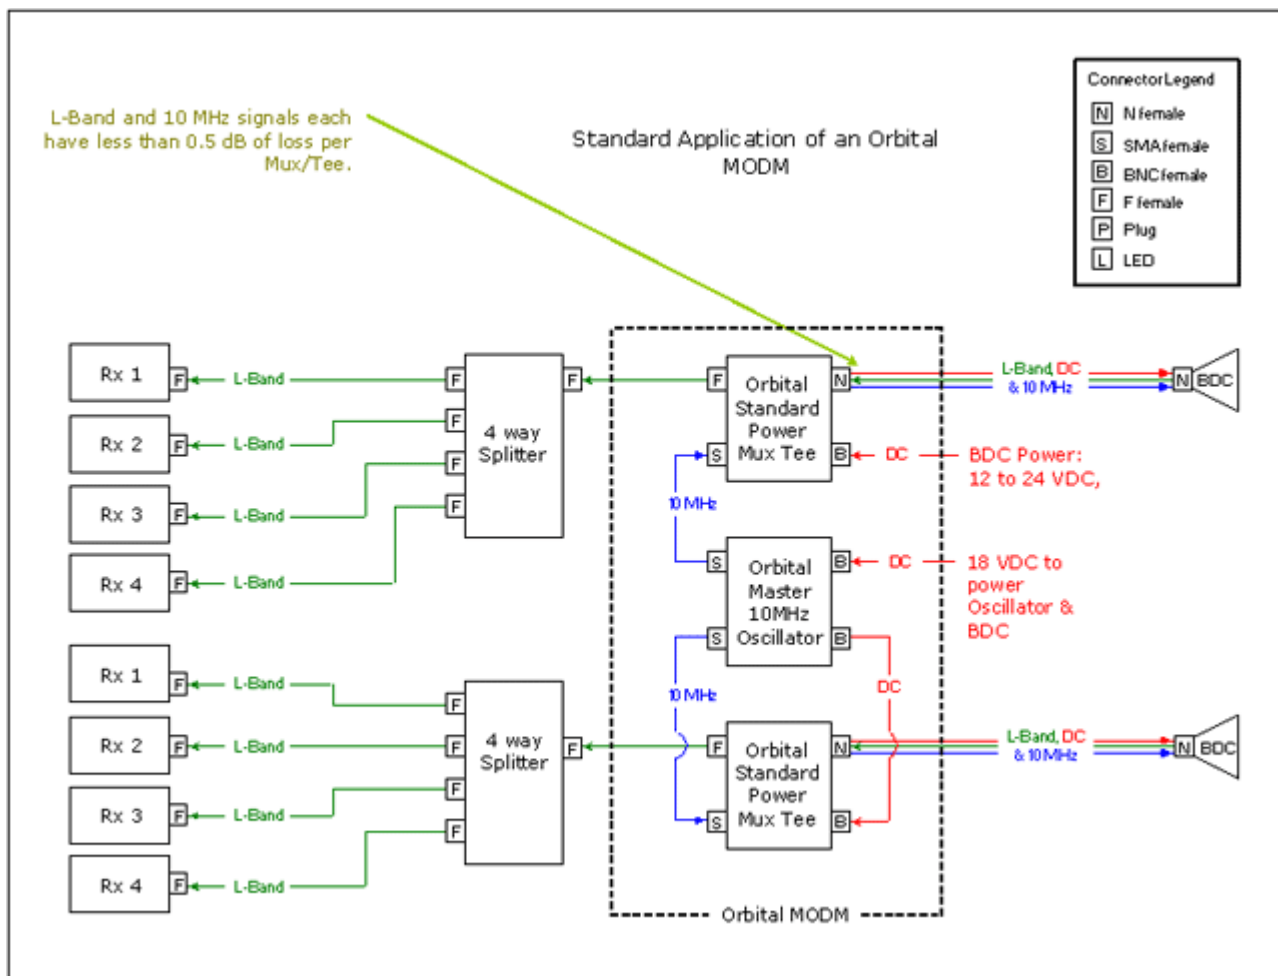 L-Band and 10 MHz signals each
have less than 0.5 dB of loss per
Mux/Tee.
Standard Application of an Orbital
MODM
Connector Legend
N N female
S SMA female
B BNC female
F F female
P Plug
L LED
Rx 1
F
L-Band
F
Rx 2
F
L-Band
F
Rx 3
F
L-Band
F
Rx 4
F
L-Band
F
4 way
Splitter
F
F
Orbital
Standard
Power
Mux Tee
N
S
B
L-Band, DC
& 10 MHz
N
BDC
DC
BDC Power:
12 to 24 VDC,
10 MHz
S
Orbital
Master
10MHz
Oscillator
B
S
B
DC
18 VDC to
power
Oscillator &
BDC
10 MHz
DC
Rx 1
F
L-Band
F
Rx 2
F
L-Band
F
Rx 3
F
L-Band
F
Rx 4
F
L-Band
F
4 way
Splitter
F
F
Orbital
Standard
Power
Mux Tee
N
S
B
L-Band, DC
& 10 MHz
N
BDC
Orbital MODM